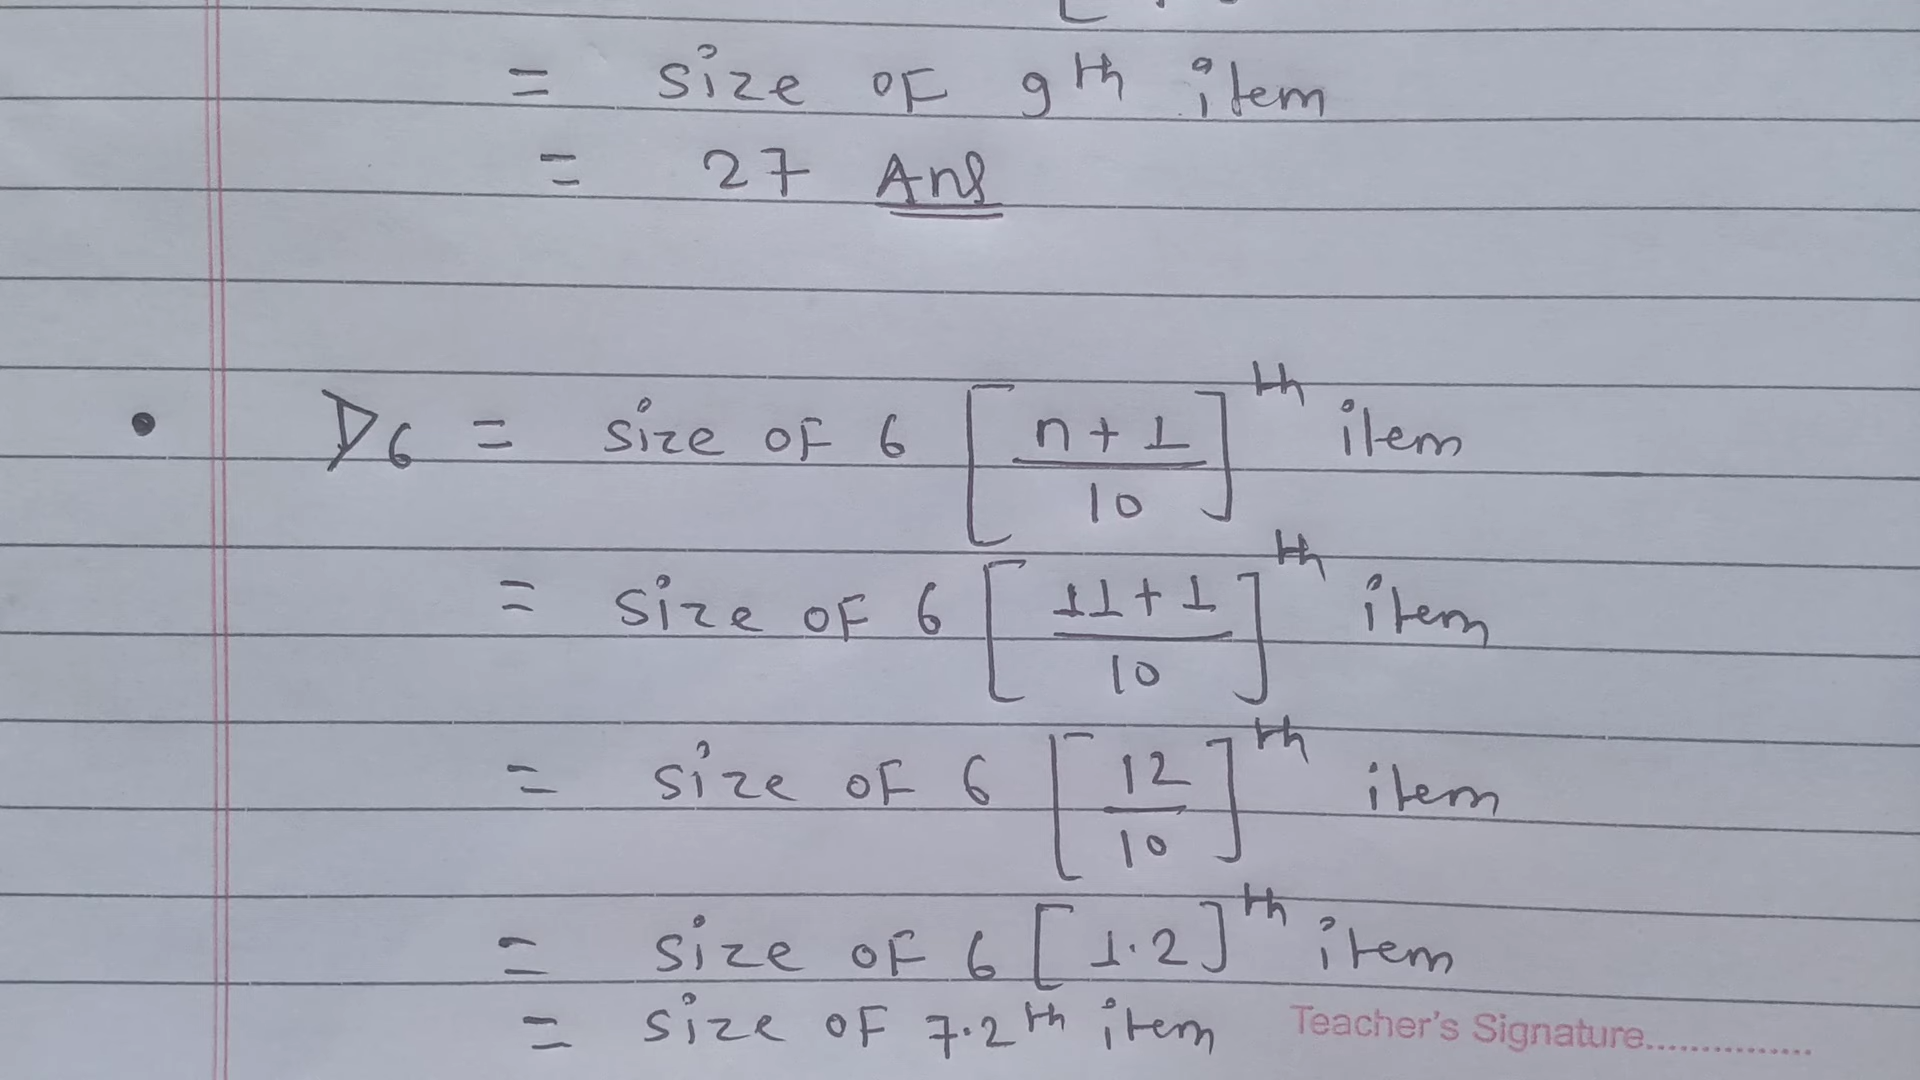 = size of 9th item
= 27 Ans
• D6 = size of 6 [n+1/10]th item
= size of 6 [11+1/10]th item
= size of 6 [12/10]th item
= size of 6 [1.2]th item
= size of 7.2th item
Teacher's Signature...............